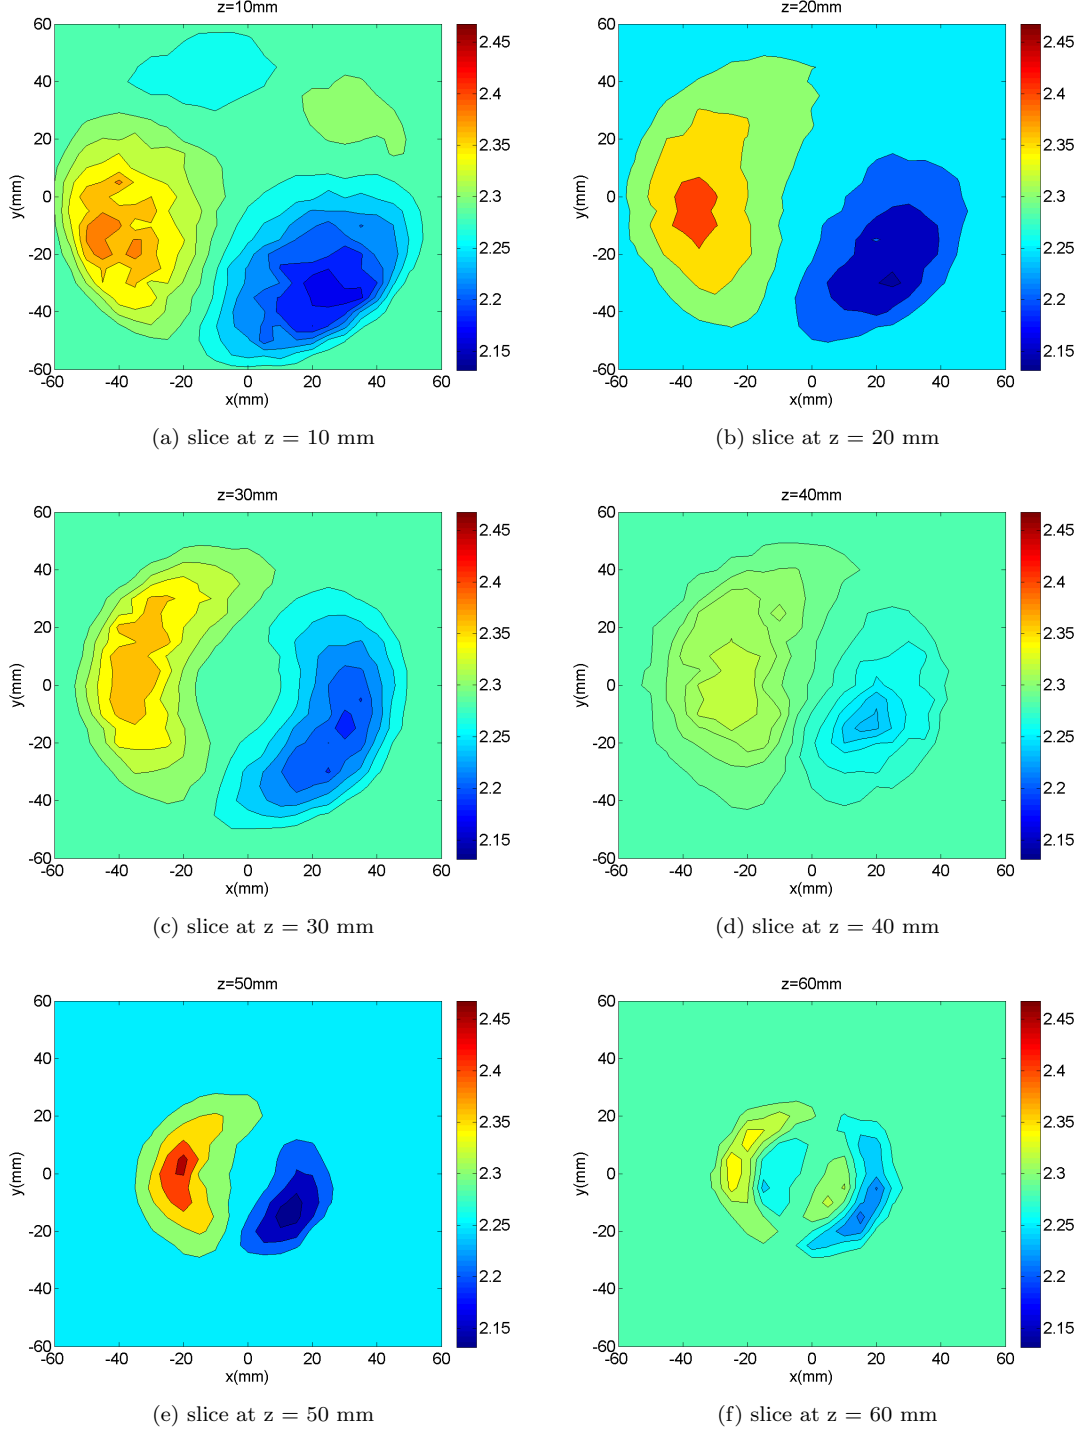 z=10mm
60
40
20
0
-20
-40
-60
-60 -40 -20 0 20 40 60
x(mm)
y(mm)
2.45
2.4
2.35
2.3
2.25
2.2
2.15
(a) slice at z = 10 mm
z=20mm
60
40
20
0
-20
-40
-60
-60 -40 -20 0 20 40 60
x(mm)
y(mm)
2.45
2.4
2.35
2.3
2.25
2.2
2.15
(b) slice at z = 20 mm
z=30mm
60
40
20
0
-20
-40
-60
-60 -40 -20 0 20 40 60
x(mm)
y(mm)
2.45
2.4
2.35
2.3
2.25
2.2
2.15
(c) slice at z = 30 mm
z=40mm
60
40
20
0
-20
-40
-60
-60 -40 -20 0 20 40 60
x(mm)
y(mm)
2.45
2.4
2.35
2.3
2.25
2.2
2.15
(d) slice at z = 40 mm
z=50mm
60
40
20
0
-20
-40
-60
-60 -40 -20 0 20 40 60
x(mm)
y(mm)
2.45
2.4
2.35
2.3
2.25
2.2
2.15
(e) slice at z = 50 mm
z=60mm
60
40
20
0
-20
-40
-60
-60 -40 -20 0 20 40 60
x(mm)
y(mm)
2.45
2.4
2.35
2.3
2.25
2.2
2.15
(f) slice at z = 60 mm